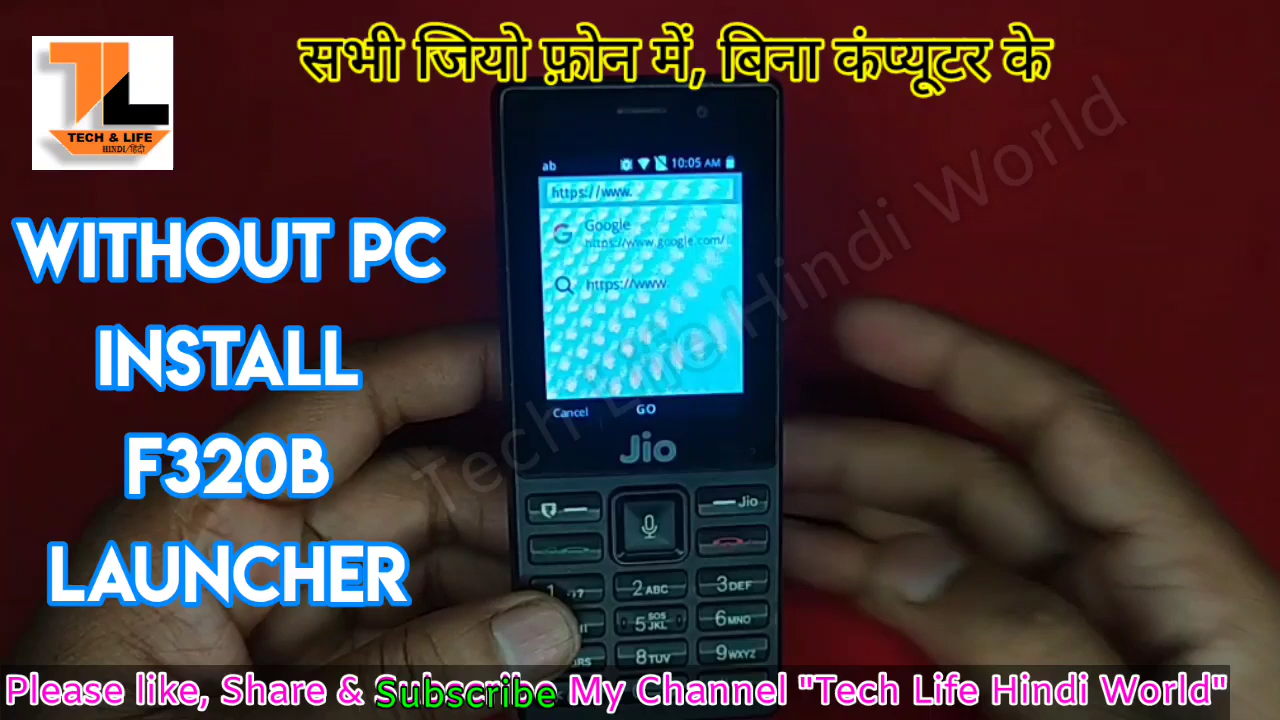 सभी जियो फ़ोन में, बिना कंप्यूटर के
TL
TECH & LIFE
HINDI/हिंदी
WITHOUT PC
INSTALL
F320B
LAUNCHER
ab
10:05 AM
https://www.
Google
https://www.google.com/..
https://www.
Cancel
GO
Jio
Jio
2ABC
3DEF
5JKL
SOS
6MNO
8TUV
9WXYZ
Tech Life Hindi World
Please like, Share & Subscribe My Channel "Tech Life Hindi World"